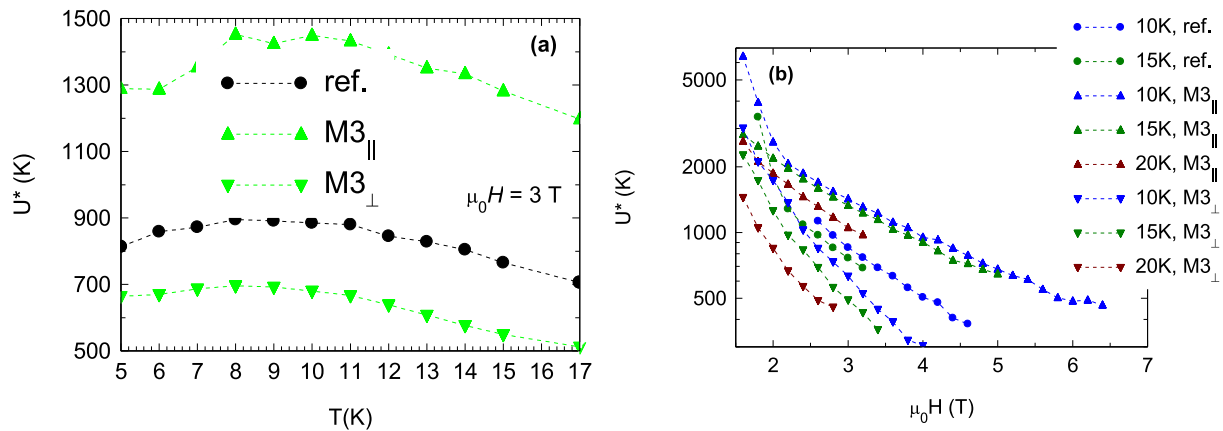 1500
1300
1100
900
700
500
U* (K)
(a)
ref.
M3||
M3⊥
μ0H = 3 T
5 6 7 8 9 10 11 12 13 14 15 16 17
T(K)
(b)
5000
2000
1000
500
U* (K)
2 3 4 5 6 7
μ0H (T)
10K, ref.
15K, ref.
10K, M3||
15K, M3||
20K, M3||
10K, M3⊥
15K, M3⊥
20K, M3⊥